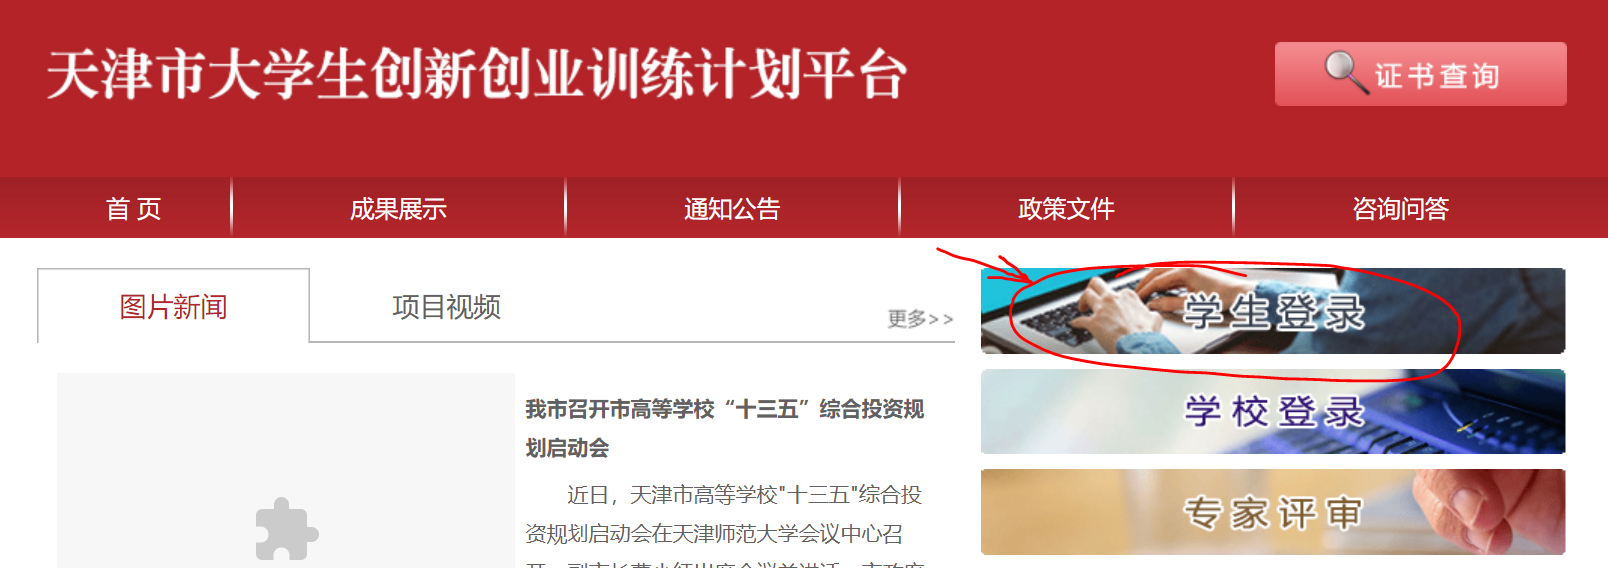 天津市大学生创新创业训练计划平台
证书查询
首 页
成果展示
通知公告
政策文件
咨询问答
图片新闻
项目视频
更多>>
我市召开市高等学校“十三五”综合投资规
划启动会
近日，天津市高等学校"十三五"综合投
资规划启动会在天津师范大学会议中心召
学生登录
学校登录
专家评审